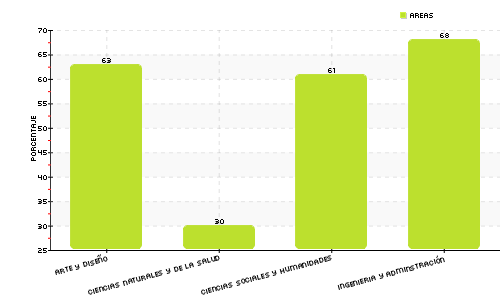 AREAS
70
65
60
55
50
45
40
35
30
25
PORCENTAJE
63
30
61
68
ARTE Y DISEÑO
CIENCIAS NATURALES Y DE LA SALUD
CIENCIAS SOCIALES Y HUMANIDADES
INGENIERIA Y ADMINSTRACIÓN